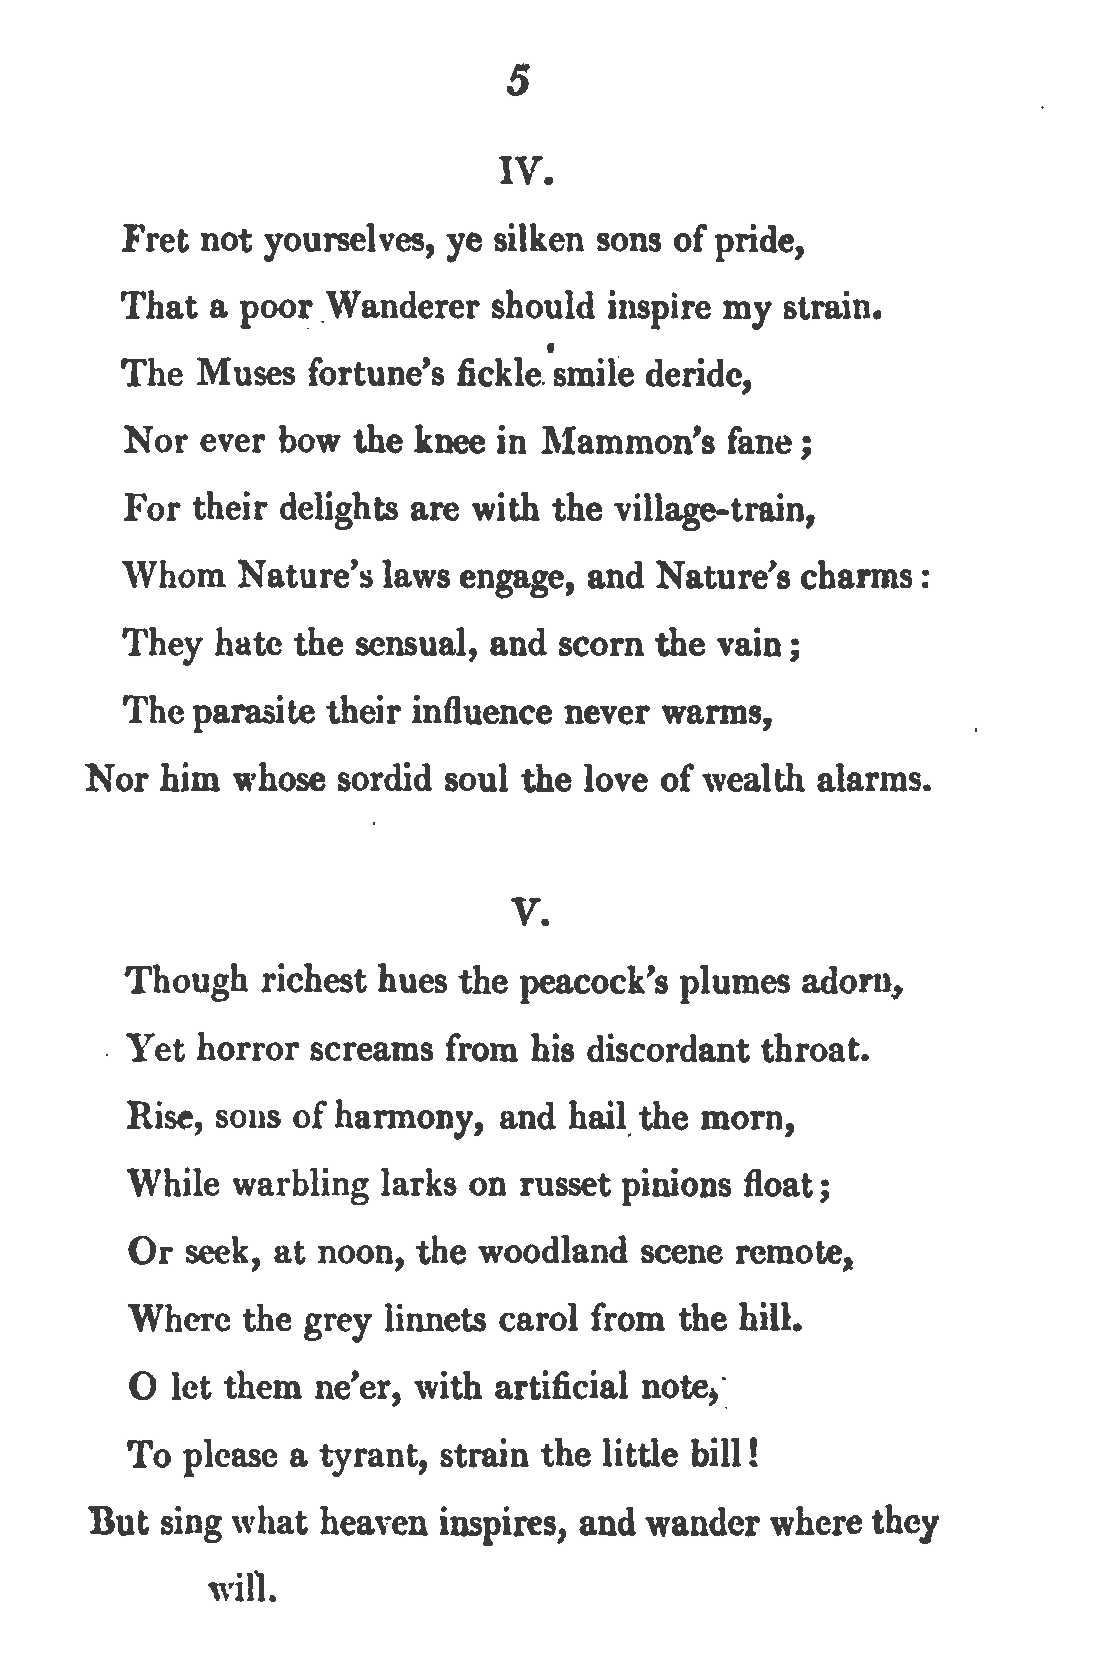 5
IV.
Fret not yourselves, ye silken sons of pride,
That a poor Wanderer should inspire my strain.
The Muses fortune's fickle smile deride,
Nor ever bow the knee in Mammon's fane;
For their delights are with the village-train,
Whom Nature's laws engage, and Nature's charms:
They hate the sensual, and scorn the vain;
The parasite their influence never warms,
Nor him whose sordid soul the love of wealth alarms.
V.
Though richest hues the peacock's plumes adorn,
Yet horror screams from his discordant throat.
Rise, sons of harmony, and hail the morn,
While warbling larks on russet pinions float;
Or seek, at noon, the woodland scene remote,
Where the grey linnets carol from the hill.
O let them ne'er, with artificial note,
To please a tyrant, strain the little bill!
But sing what heaven inspires, and wander where they
will.